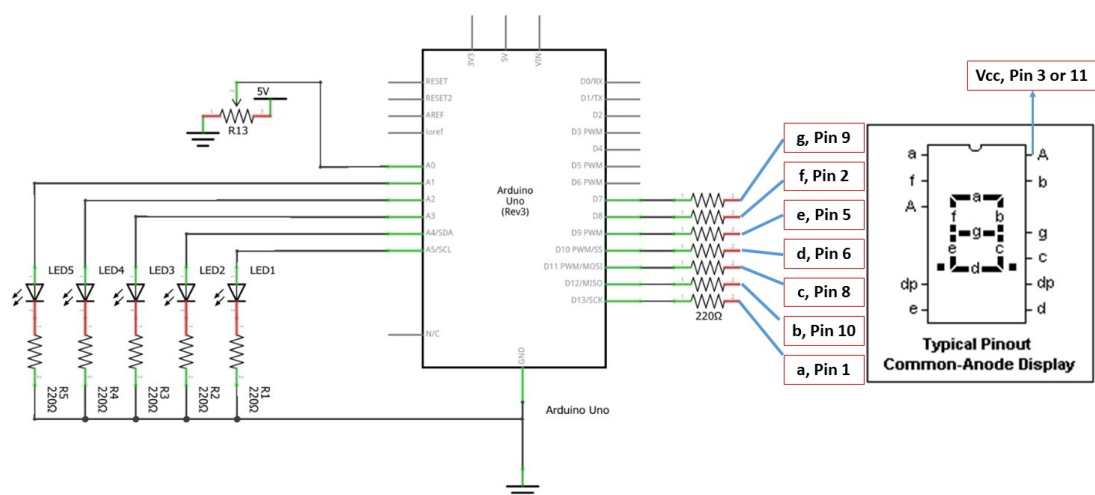 3V3
5V
VIN
RESET
RESET2
AREF
ioref
A0
A1
A2
A3
A4/SDA
A5/SCL
N/C
GND
D0/RX
D1/TX
D2
D3 PWM
D4
D5 PWM
D6 PWM
D7
D8
D9 PWM
D10 PWM/SS
D11 PWM/MOSI
D12/MISO
D13/SCK
Arduino
Uno
(Rev3)
Arduino Uno
5V
R13
LED5
LED4
LED3
LED2
LED1
R5
220Ω
R4
220Ω
R3
220Ω
R2
220Ω
R1
220Ω
220Ω
g, Pin 9
f, Pin 2
e, Pin 5
d, Pin 6
c, Pin 8
b, Pin 10
a, Pin 1
Vcc, Pin 3 or 11
a
f
A
dp
e
A
b
g
c
dp
d
a
f
b
g
e
c
d
Typical Pinout
Common-Anode Display